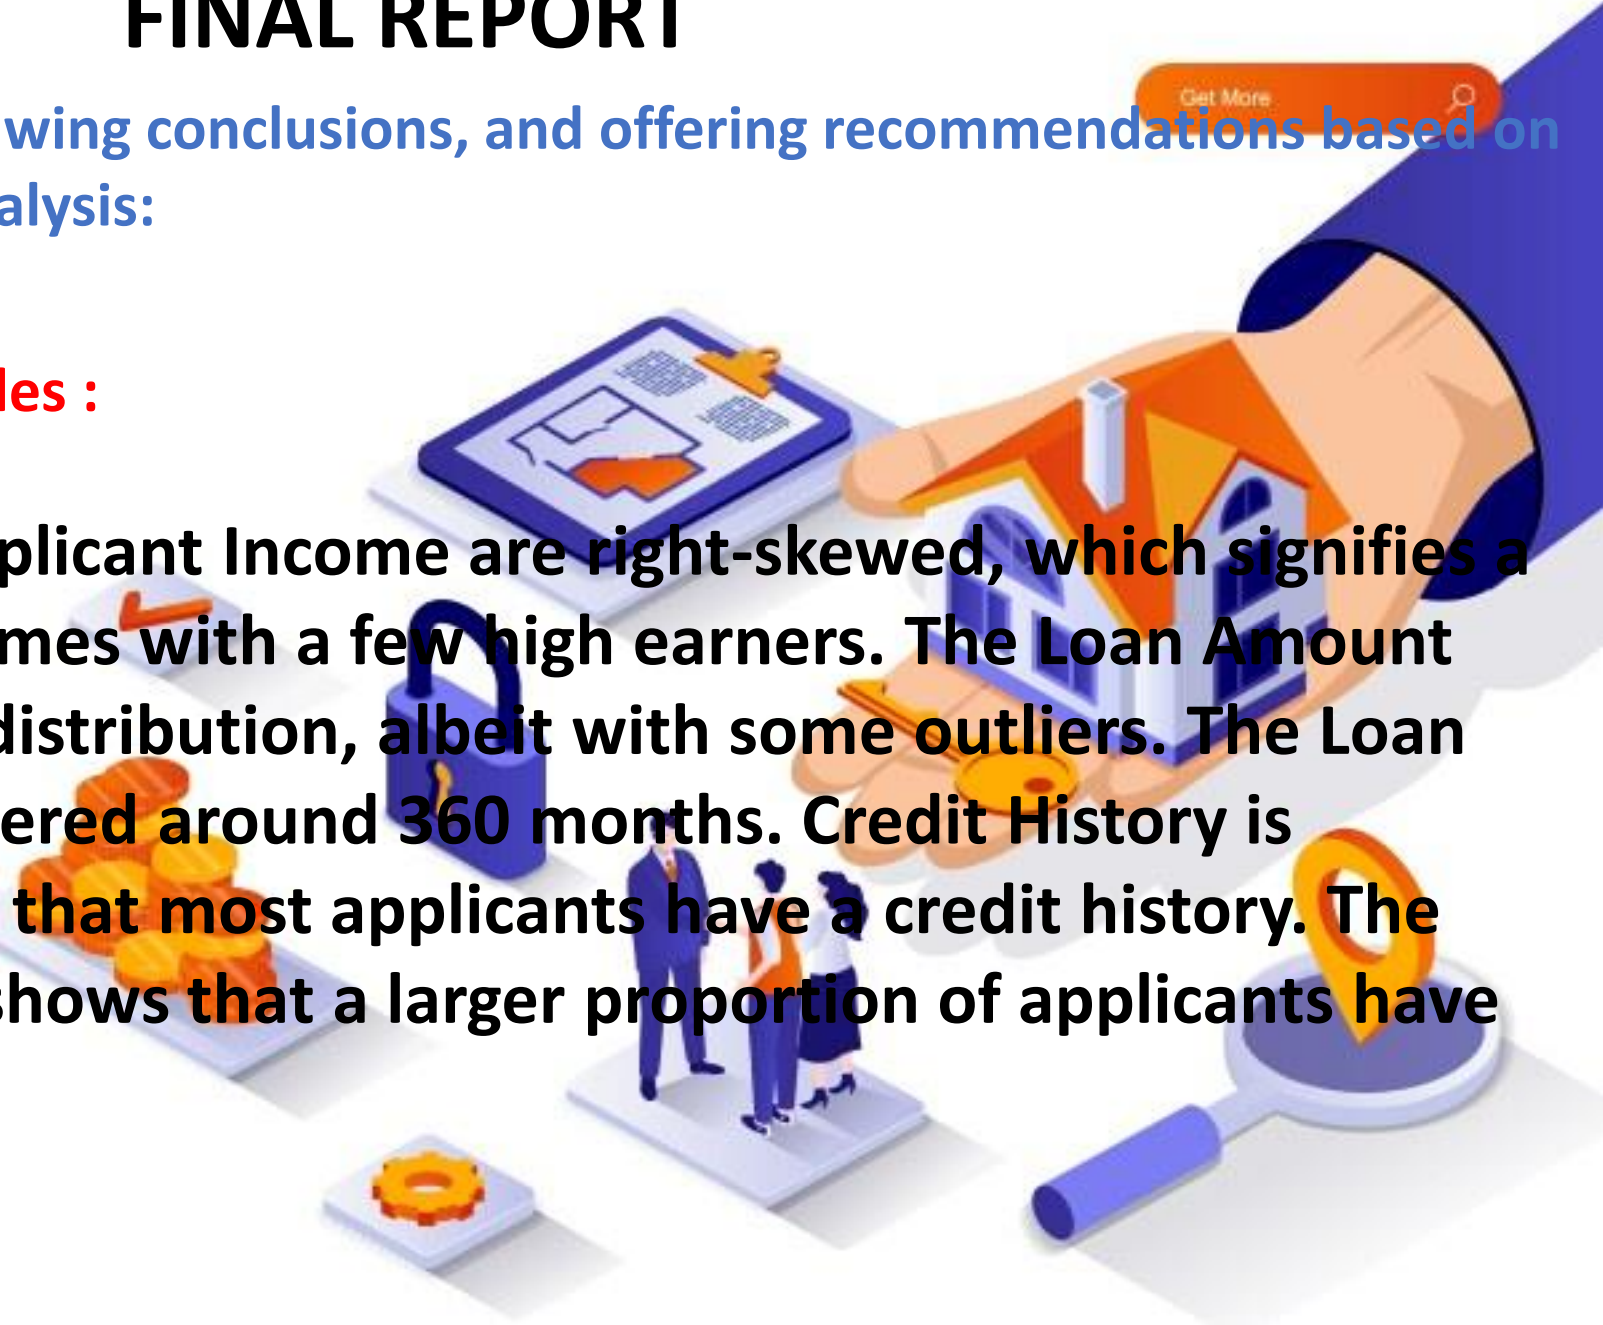 FINAL REPORT
Get More
wing conclusions, and offering recommendations based on
alysis:
les :
plicant Income are right-skewed, which signifies a
mes with a few high earners. The Loan Amount
distribution, albeit with some outliers. The Loan
ered around 360 months. Credit History is
that most applicants have a credit history. The
shows that a larger proportion of applicants have